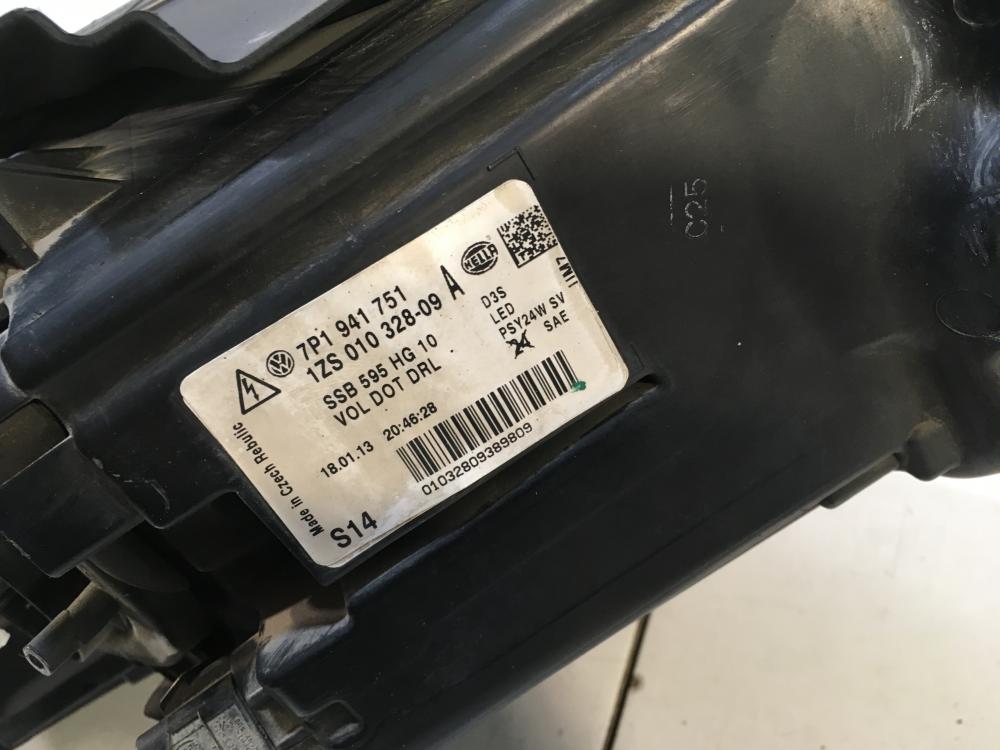 7P1 941 751
1ZS 010 328-09 A
HELLA
SSB 595 HG 10
VOL DOT DRL
D3S
LED
PSY24W SV
SAE
18.01.13 20:46:28
01032809389809
Made in Czech Rebulic
S14
C25